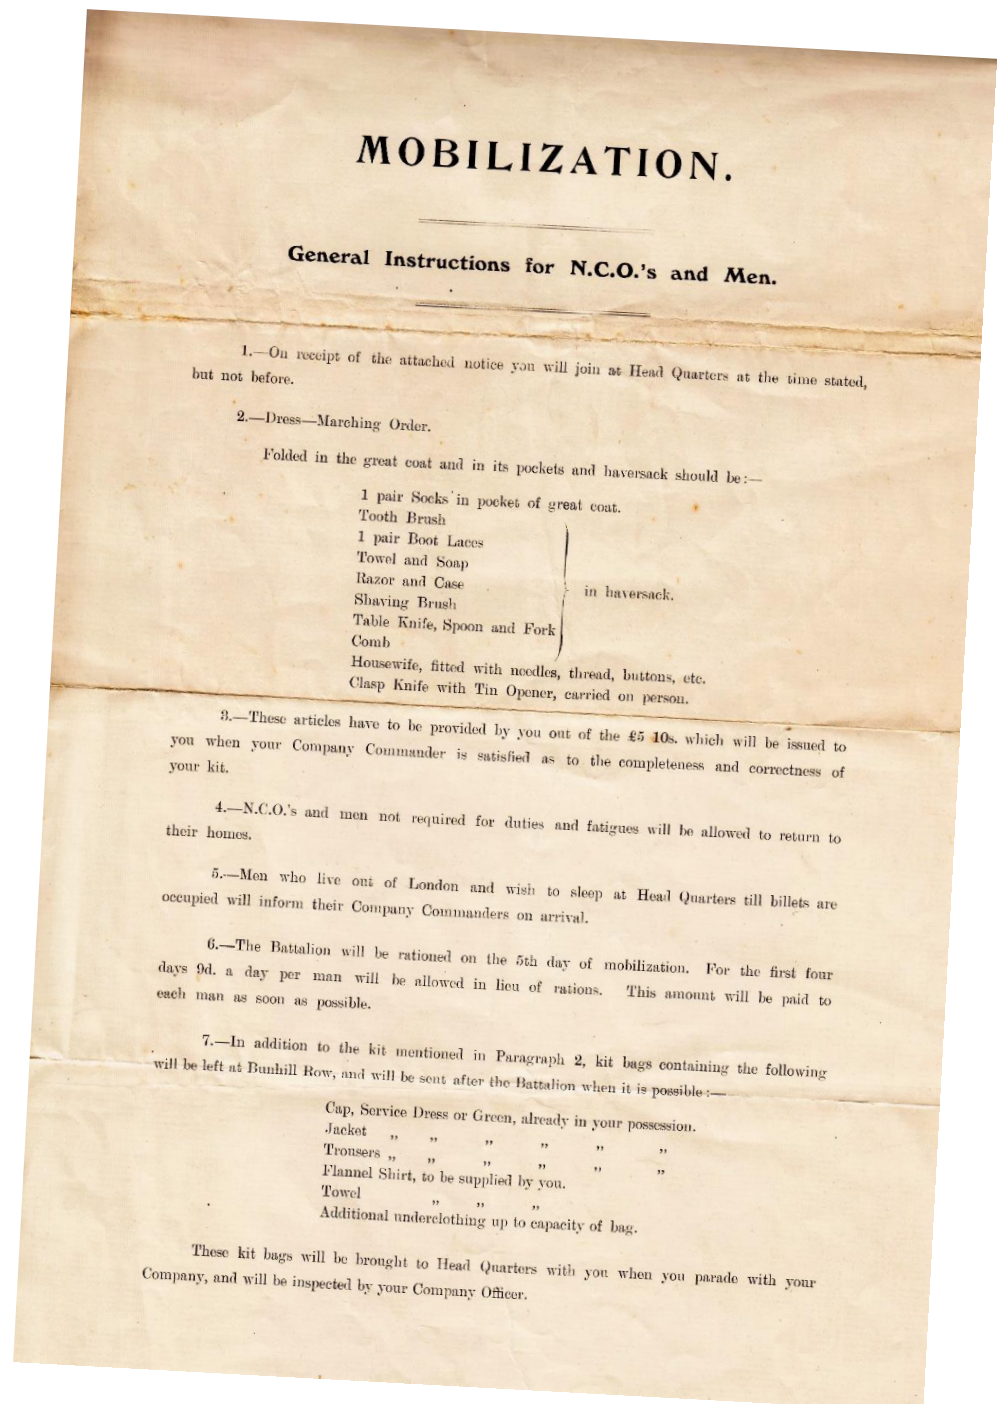 MOBILIZATION.
General Instructions for N.C.O.'s and Men.
1.—On receipt of the attached notice you will join at Head Quarters at the time stated,
but not before.
2.—Dress—Marching Order.
Folded in the great coat and in its pockets and haversack should be:—
1 pair Socks in pocket of great coat.
Tooth Brush
1 pair Boot Laces
Towel and Soap
Razor and Case
in haversack.
Shaving Brush
Table Knife, Spoon and Fork
Comb
Housewife, fitted with needles, thread, buttons, etc.
Clasp Knife with Tin Opener, carried on person.
3.—These articles have to be provided by you out of the £5 10s. which will be issued to
you when your Company Commander is satisfied as to the completeness and correctness of
your kit.
4.—N.C.O.'s and men not required for duties and fatigues will be allowed to return to
their homes.
5.—Men who live out of London and wish to sleep at Head Quarters till billets are
occupied will inform their Company Commanders on arrival.
6.—The Battalion will be rationed on the 5th day of mobilization. For the first four
days 9d. a day per man will be allowed in lieu of rations. This amount will be paid to
each man as soon as possible.
7.—In addition to the kit mentioned in Paragraph 2, kit bags containing the following
will be left at Bunhill Row, and will be sent after the Battalion when it is possible:—
Cap, Service Dress or Green, already in your possession.
Jacket „ „ „ „ „ „
Trousers „ „ „ „ „ „
Flannel Shirt, to be supplied by you.
Towel „ „ „
Additional underclothing up to capacity of bag.
These kit bags will be brought to Head Quarters with you when you parade with your
Company, and will be inspected by your Company Officer.